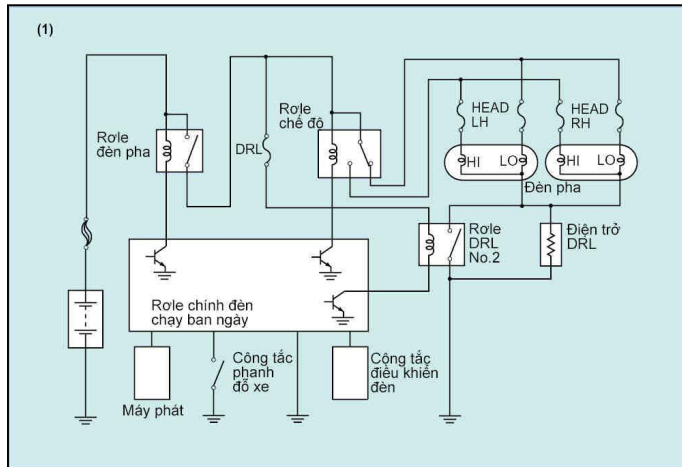 (1)
Rơle
đèn pha
DRL
Rơle
chế độ
HEAD
LH
HEAD
RH
HI
LO
HI
LO
Đèn pha
Rơle
DRL
No.2
Điện trở
DRL
Rơle chính đèn
chạy ban ngày
Máy phát
Công tắc
phanh
đỗ xe
Công tắc
điều khiển
đèn